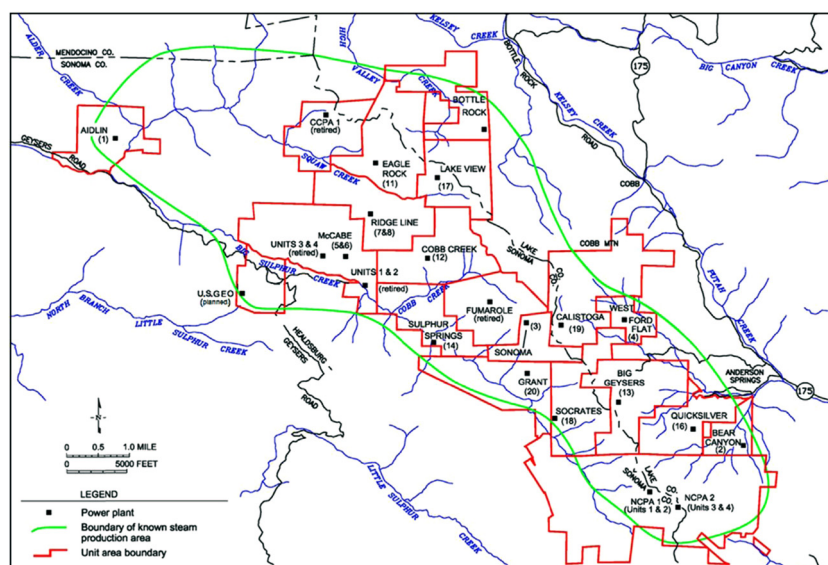 MENDOCINO CO.
SONOMA CO.
ALDER
CREEK
HIGH
VALLEY
CREEK
KELSEY
CREEK
BOTTLE
ROCK
175
BIG
CANYON
CREEK
KELSEY
CREEK
ROAD
COBB
AIDLIN
(1)
GEYSERS
ROAD
CCPA 1
(retired)
BOTTLE
ROCK
SQUAW CREEK
EAGLE
ROCK
(11)
LAKE VIEW
(17)
RIDGE LINE
(7&8)
McCABE
(5&6)
UNITS 3 & 4
(retired)
COBB CREEK
(12)
LAKE
SONOMA
CO.
CO.
COBB MTN
BIG
SULPHUR
CREEK
UNITS 1 & 2
(retired)
COBB
CREEK
PUTAH
CREEK
U.S.GEO
(planned)
NORTH
BRANCH
LITTLE
SULPHUR
CREEK
HEALDSBURG
GEYSERS
ROAD
FUMAROLE
(retired)
SULPHUR
SPRINGS
(14)
(3)
SONOMA
CALISTOGA
(19)
WEST
FORD
FLAT
(4)
ANDERSON
SPRINGS
175
GRANT
(20)
BIG
GEYSERS
(13)
SOCRATES
(18)
QUICKSILVER
(16)
BEAR
CANYON
(2)
N
0 0.5 1.0 MILE
0 5000 FEET
LITTLE
SULPHUR
CREEK
LAKE
SONOMA
CO.
CO.
NCPA 1
(Units 1 & 2)
NCPA 2
(Units 3 & 4)
LEGEND
Power plant
Boundary of known steam
production area
Unit area boundary